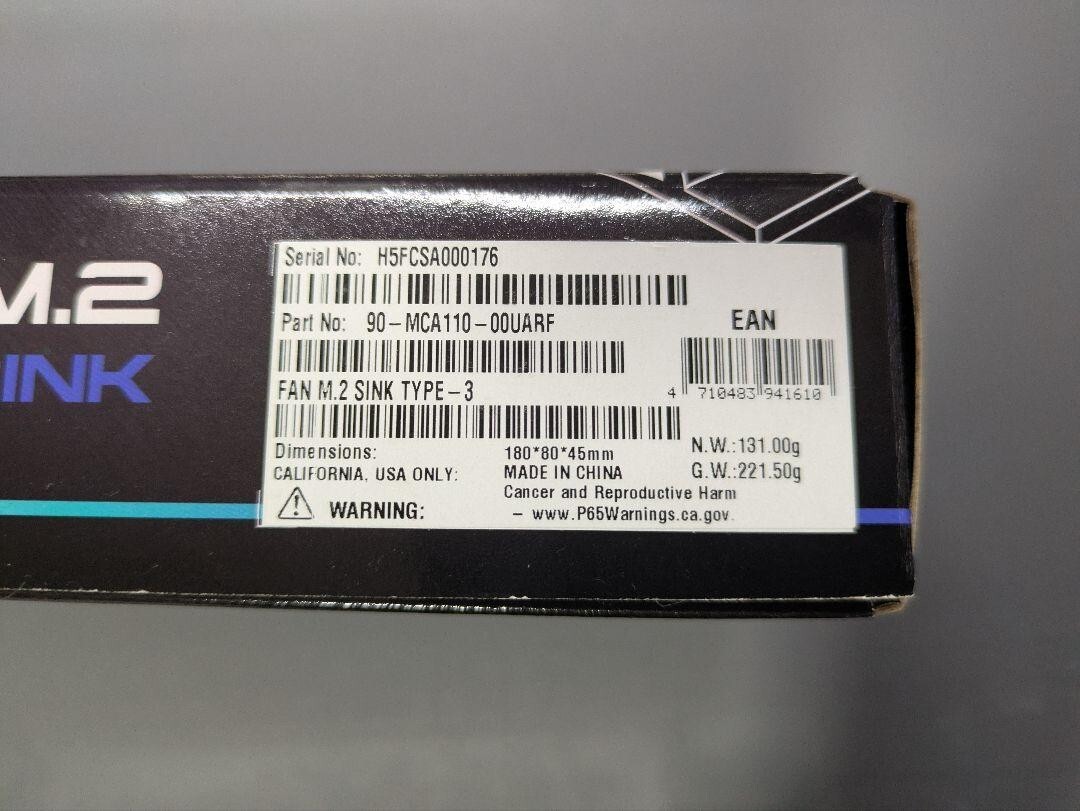 M.2
INK
Serial No: H5FCSA000176
Part No: 90-MCA110-00UARF
EAN
FAN M.2 SINK TYPE-3
4 710483 941610
Dimensions: 180*80*45mm
N.W.:131.00g
CALIFORNIA, USA ONLY: MADE IN CHINA
G.W.:221.50g
Cancer and Reproductive Harm
WARNING: - www.P65Warnings.ca.gov.